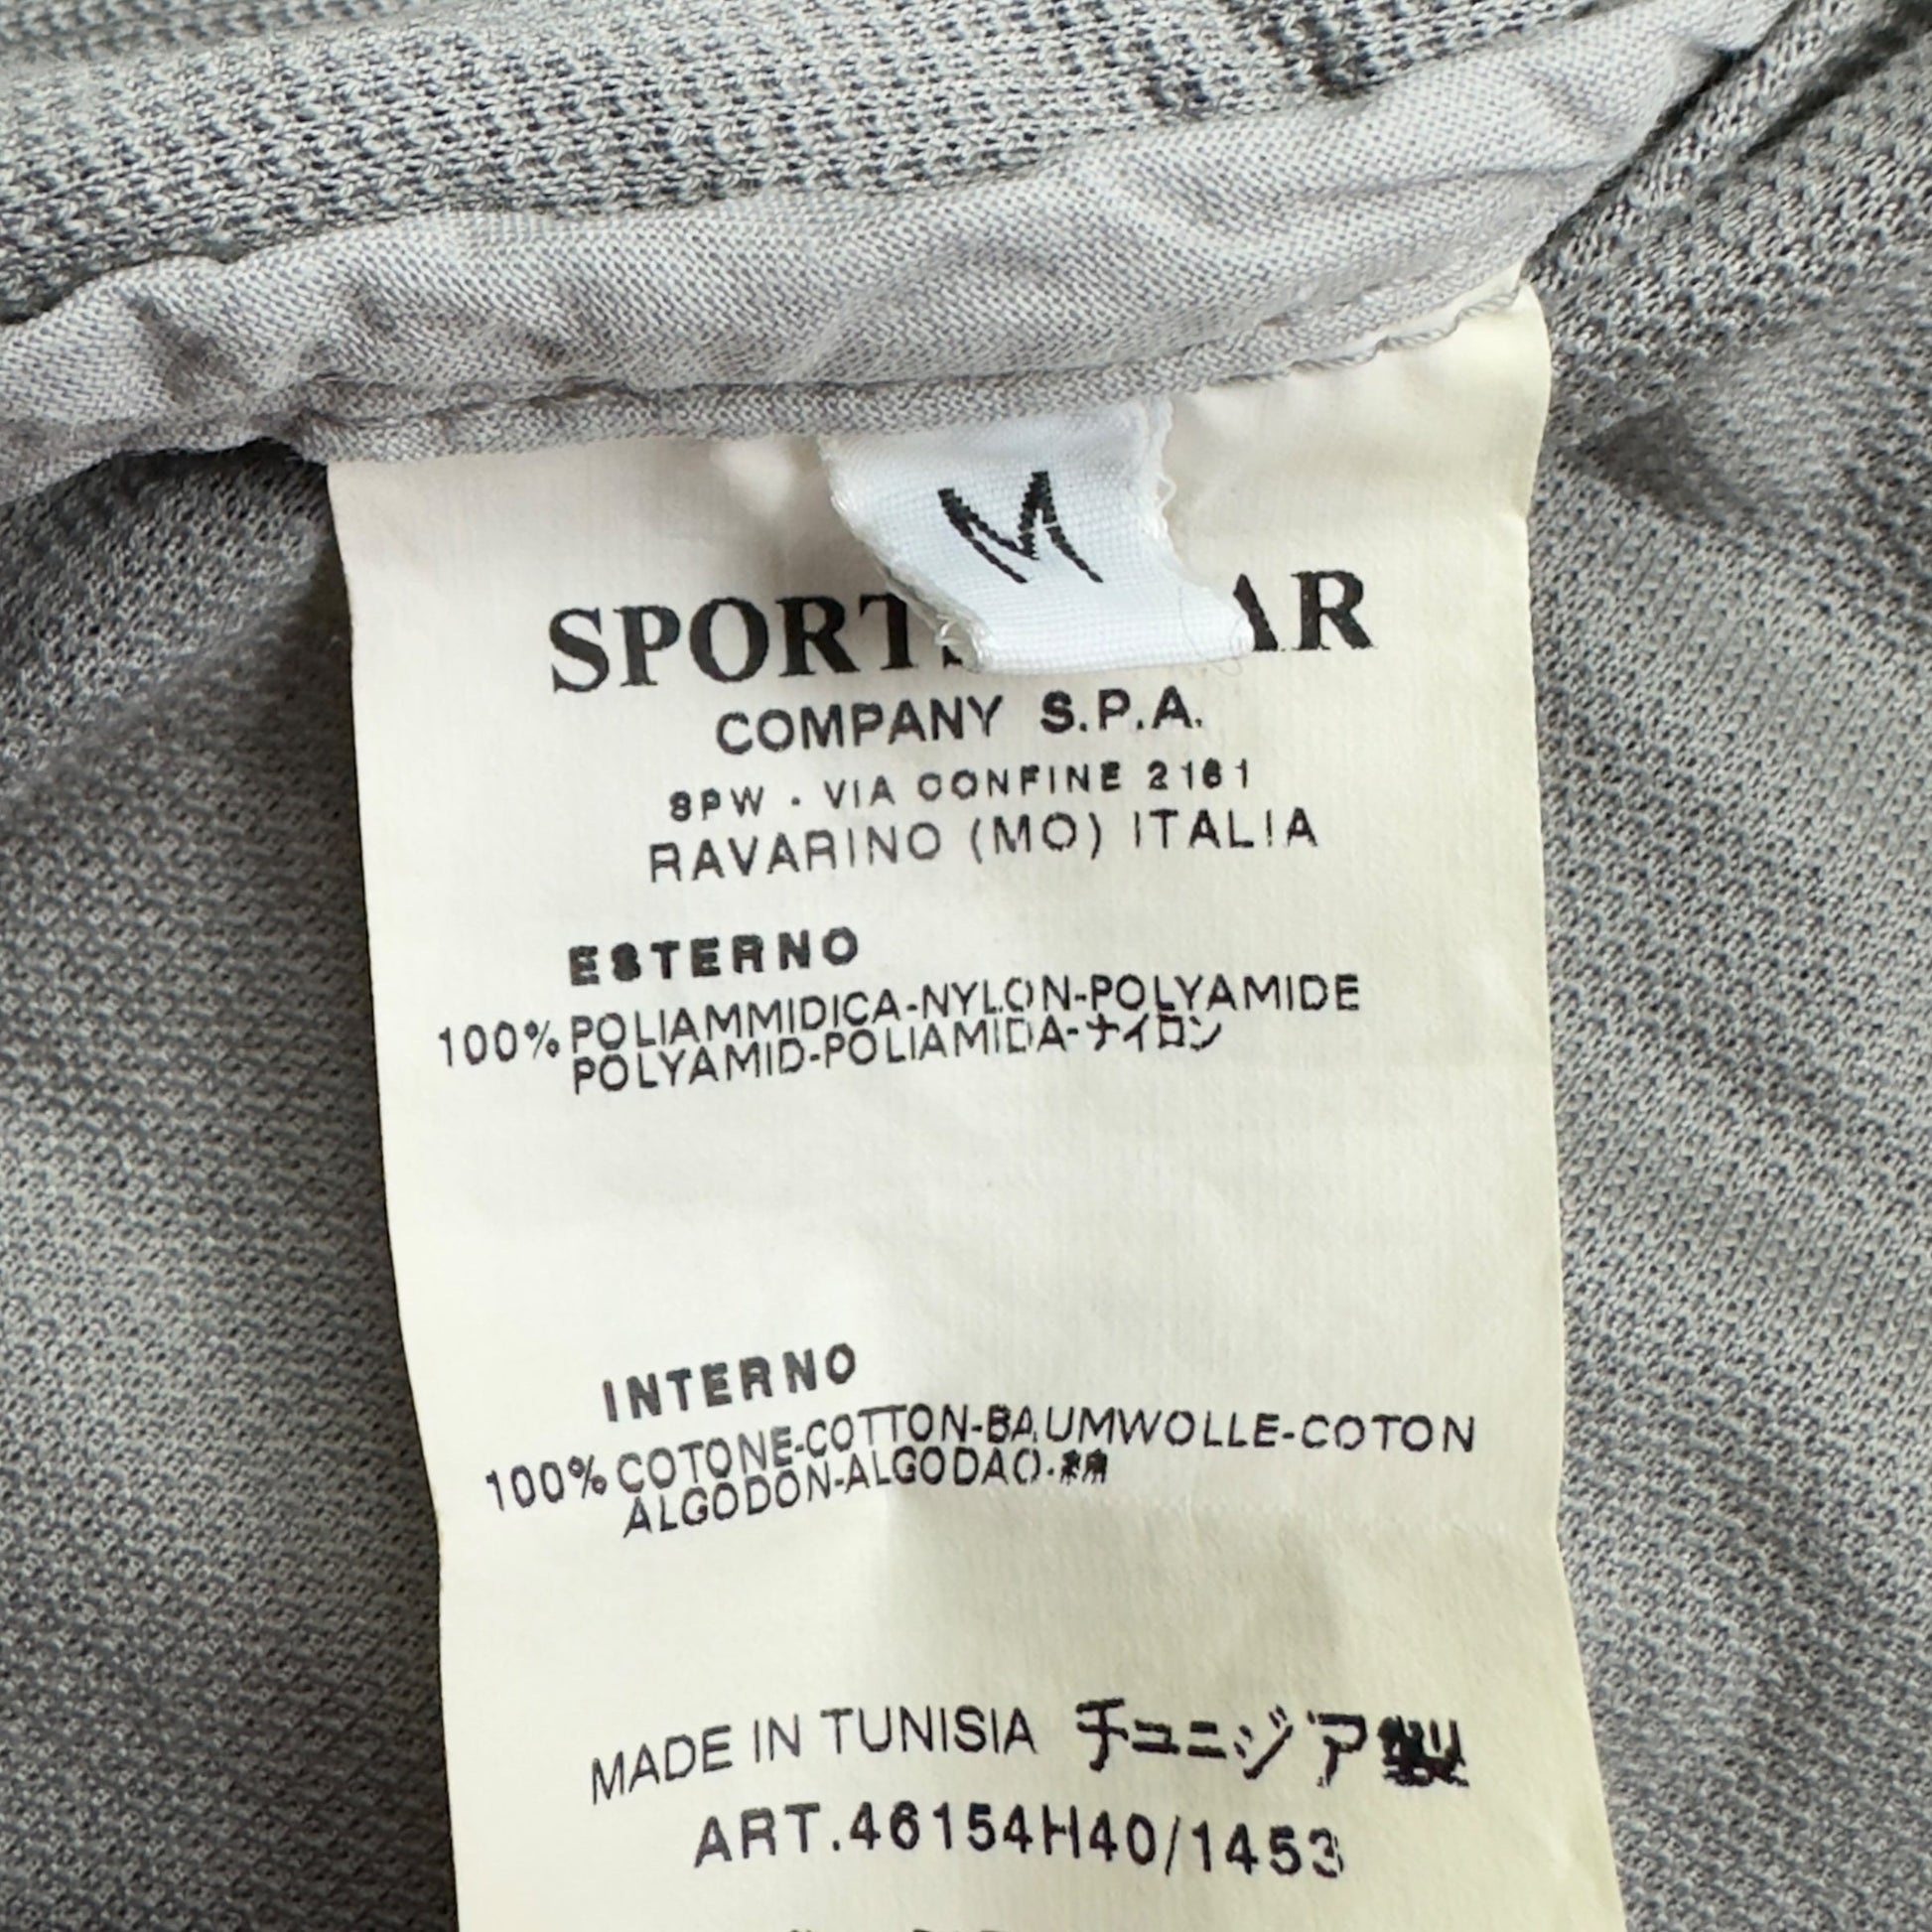 M
COMPANY S.P.A.
SPW . VIA CONFINE 2161
RAVARINO (MO) ITALIA
ESTERNO
100% POLIAMMIDICA-NYLON-POLYAMIDE
POLYAMID-POLIAMIDA-ナイロン
INTERNO
100% COTONE-COTTON-BAUMWOLLE-COTON
ALGODON-ALGODAO-綿
MADE IN TUNISIA チュニジア製
ART.46154H40/1453